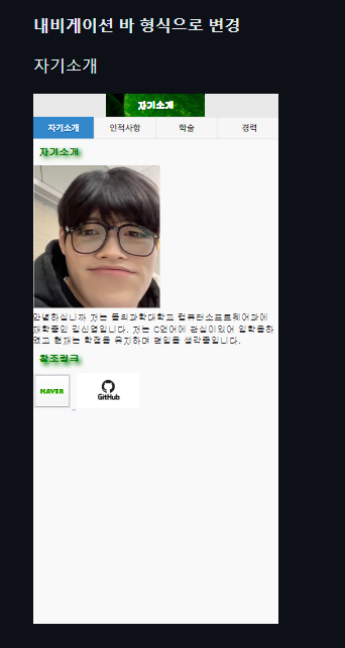 내비게이션 바 형식으로 변경
자기소개
자기소개
자기소개 인적사항 학술 경력
자기소개
안녕하십니까 저는 동의과학대학교 컴퓨터소프트웨어과에
재학중인 김신열입니다. 저는 C언어에 관심이있어 입학을하
였고 현재는 학점을 유지하며 편입을 생각중입니다.
참조링크
NAVER GitHub